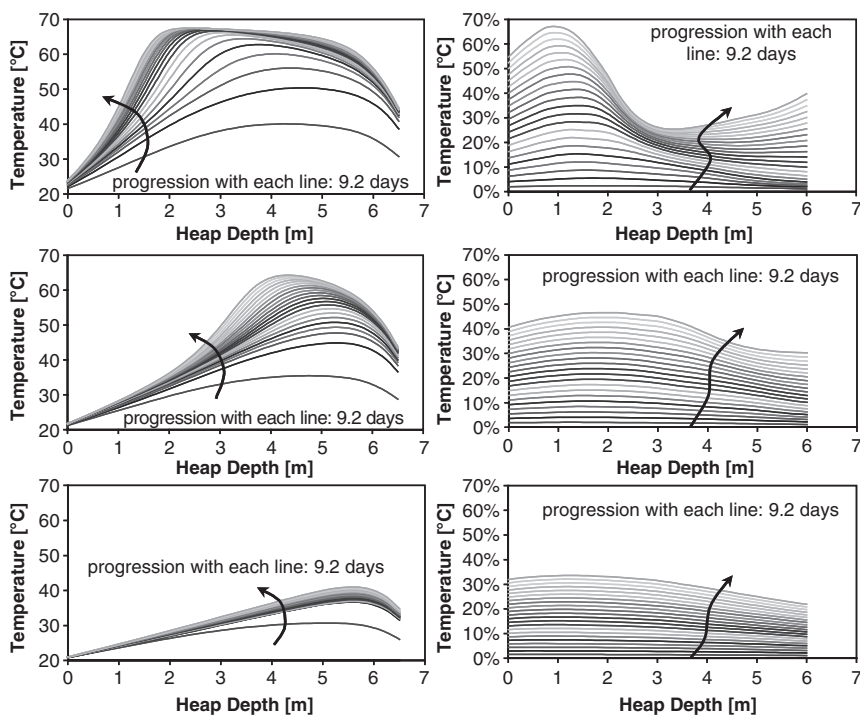 Temperature [°C]
70
60
50
40
30
20
progression with each line: 9.2 days
0 1 2 3 4 5 6 7
Heap Depth [m]
Temperature [°C]
70%
60%
50%
40%
30%
20%
10%
0%
progression with each
line: 9.2 days
0 1 2 3 4 5 6 7
Heap Depth [m]
Temperature [°C]
70
60
50
40
30
20
progression with each line: 9.2 days
0 1 2 3 4 5 6 7
Heap Depth [m]
Temperature [°C]
70%
60%
50%
40%
30%
20%
10%
0%
progression with each line: 9.2 days
0 1 2 3 4 5 6 7
Heap Depth [m]
Temperature [°C]
70
60
50
40
30
20
progression with each line: 9.2 days
0 1 2 3 4 5 6 7
Heap Depth [m]
Temperature [°C]
70%
60%
50%
40%
30%
20%
10%
0%
progression with each line: 9.2 days
0 1 2 3 4 5 6 7
Heap Depth [m]